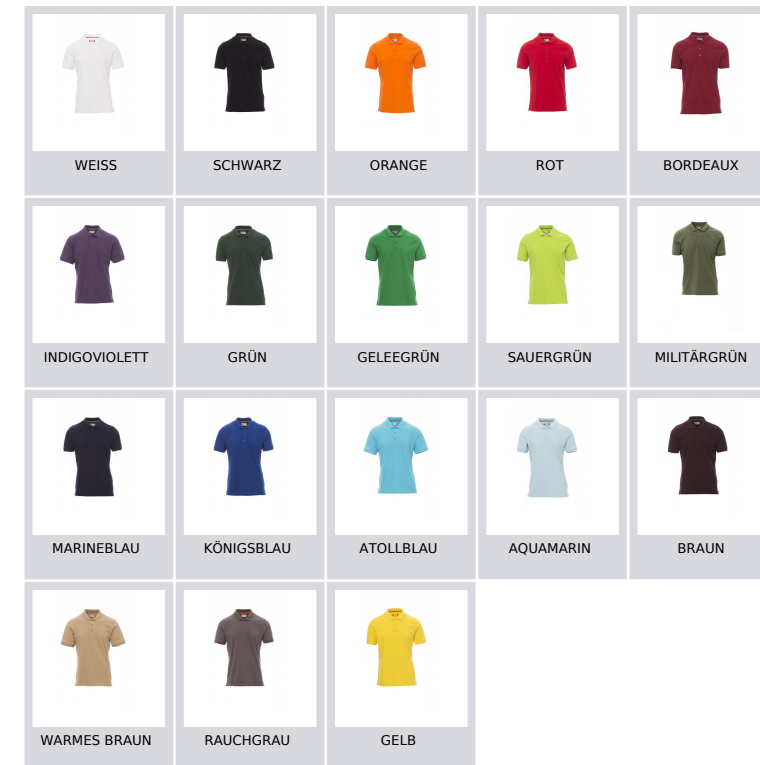 WEISS
SCHWARZ
ORANGE
ROT
BORDEAUX
INDIGOVIOLETT
GRÜN
GELEEGRÜN
SAUERGRÜN
MILITÄRGRÜN
MARINEBLAU
KÖNIGSBLAU
ATOLLBLAU
AQUAMARIN
BRAUN
WARMES BRAUN
RAUCHGRAU
GELB